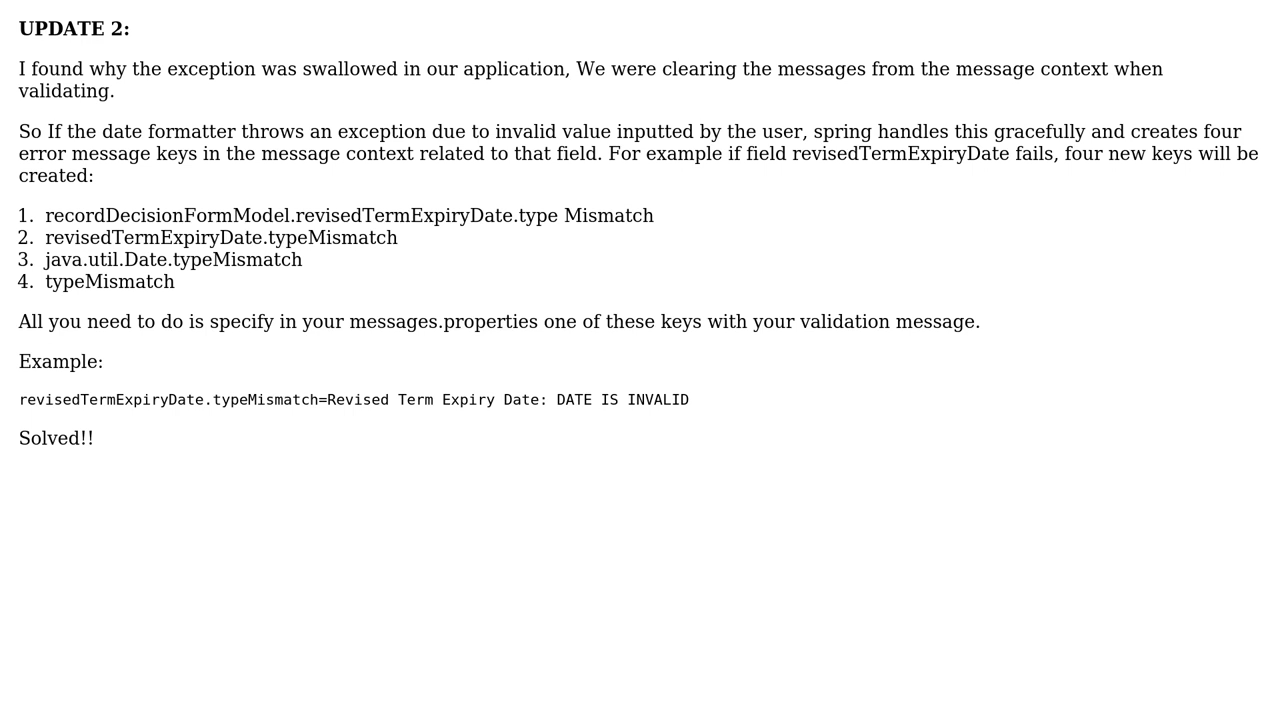 UPDATE 2:
I found why the exception was swallowed in our application, We were clearing the messages from the message context when
validating.
So If the date formatter throws an exception due to invalid value inputted by the user, spring handles this gracefully and creates four
error message keys in the message context related to that field. For example if field revisedTermExpiryDate fails, four new keys will be
created:
1. recordDecisionFormModel.revisedTermExpiryDate.type Mismatch
2. revisedTermExpiryDate.typeMismatch
3. java.util.Date.typeMismatch
4. typeMismatch
All you need to do is specify in your messages.properties one of these keys with your validation message.
Example:
revisedTermExpiryDate.typeMismatch=Revised Term Expiry Date: DATE IS INVALID
Solved!!